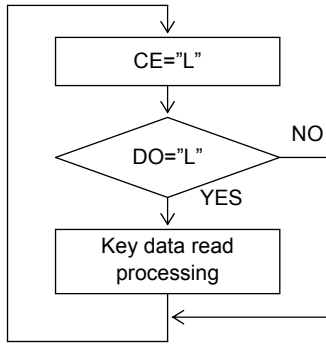 CE=”L”
DO=”L”
NO
YES
Key data read
processing